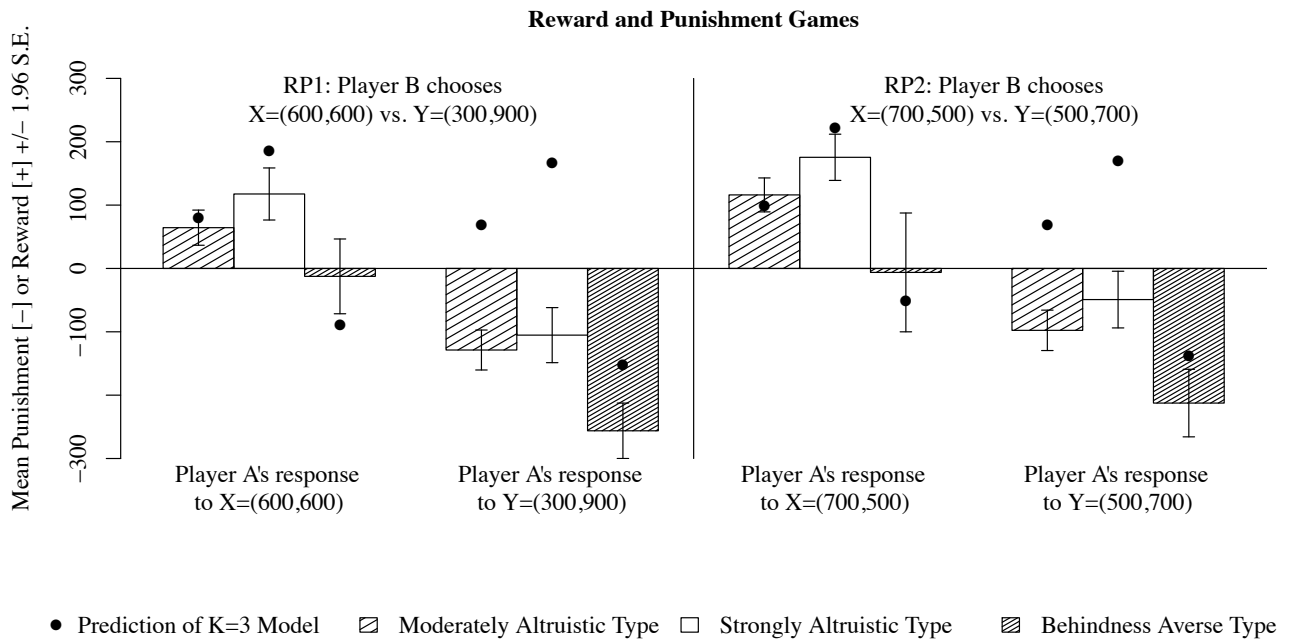 Reward and Punishment Games
Mean Punishment [−] or Reward [+] +/− 1.96 S.E.
300
200
100
0
−100
−300
RP1: Player B chooses
X=(600,600) vs. Y=(300,900)
RP2: Player B chooses
X=(700,500) vs. Y=(500,700)
Player A's response
to X=(600,600)
Player A's response
to Y=(300,900)
Player A's response
to X=(700,500)
Player A's response
to Y=(500,700)
Prediction of K=3 Model
Moderately Altruistic Type
Strongly Altruistic Type
Behindness Averse Type